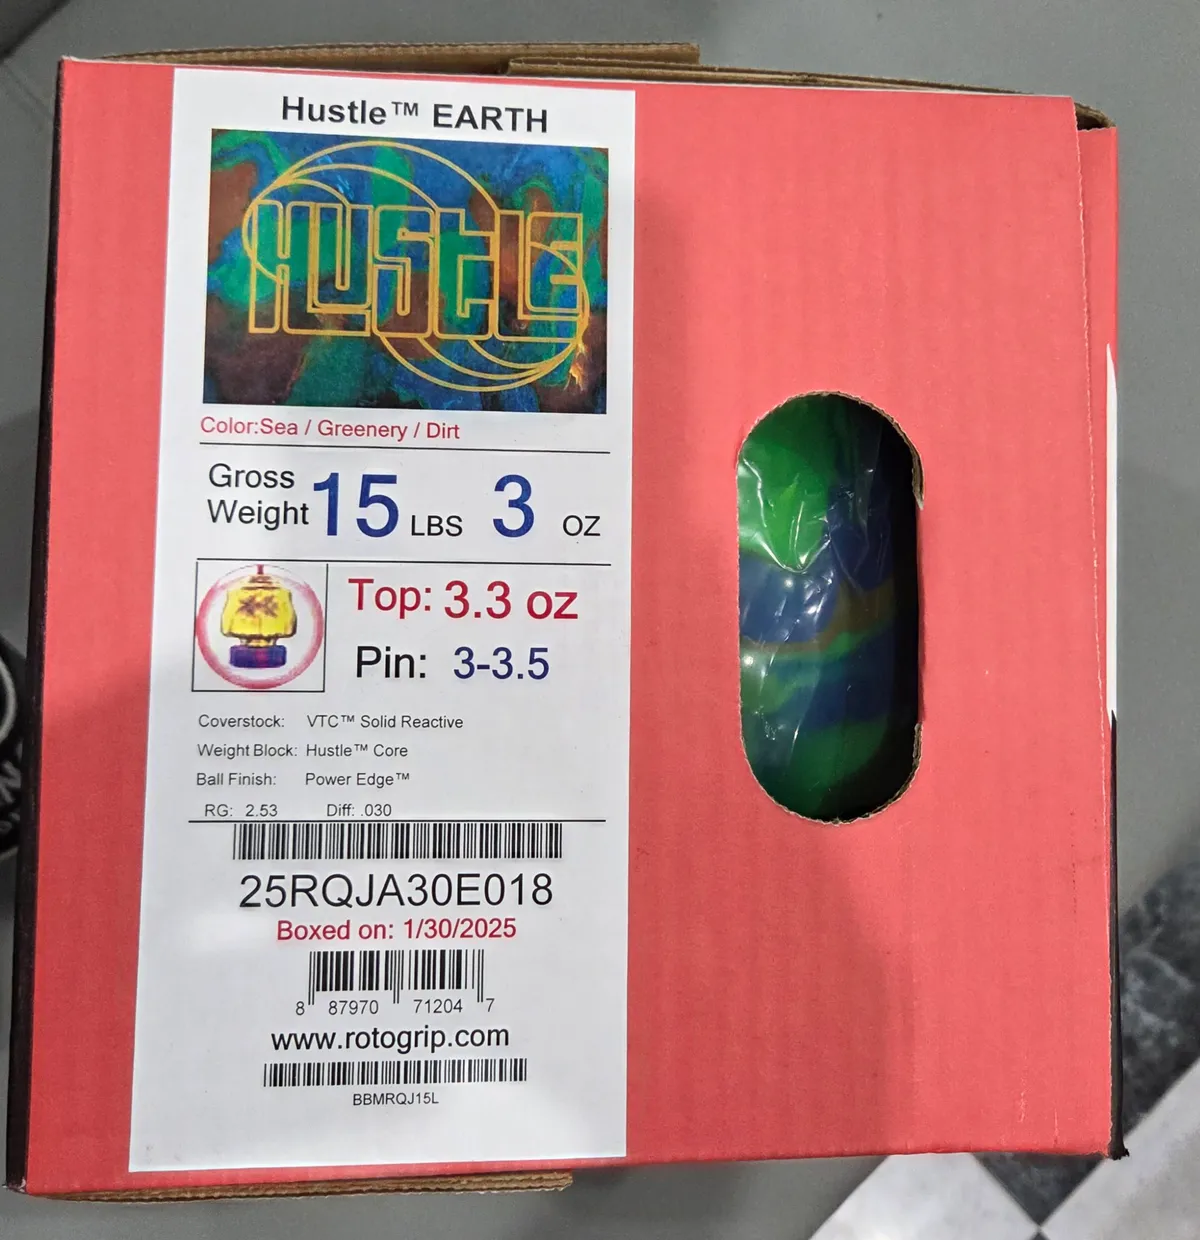 Hustle™ EARTH
HUStLE
Color:Sea / Greenery / Dirt
Gross Weight 15 LBS 3 OZ
Top: 3.3 oz
Pin: 3-3.5
Coverstock: VTC™ Solid Reactive
Weight Block: Hustle™ Core
Ball Finish: Power Edge™
RG: 2.53 Diff: .030
25RQJA30E018
Boxed on: 1/30/2025
8 87970 71204 7
www.rotogrip.com
BBMRQJ15L